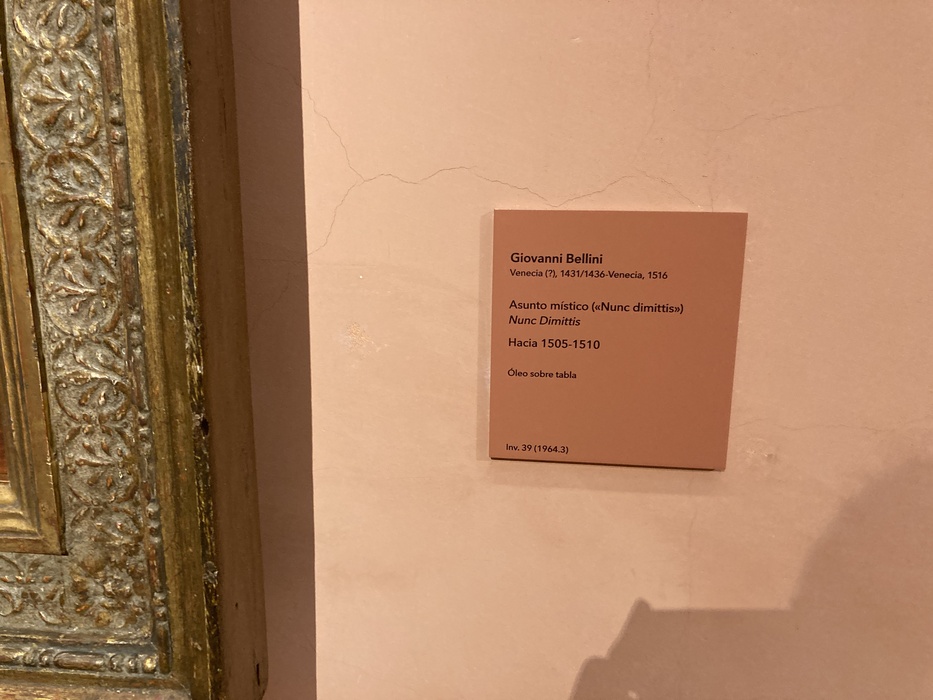 Giovanni Bellini
Venecia (?), 1431/1436-Venecia, 1516
Asunto místico («Nunc dimittis»)
Nunc Dimittis
Hacia 1505-1510
Óleo sobre tabla
Inv. 39 (1964.3)